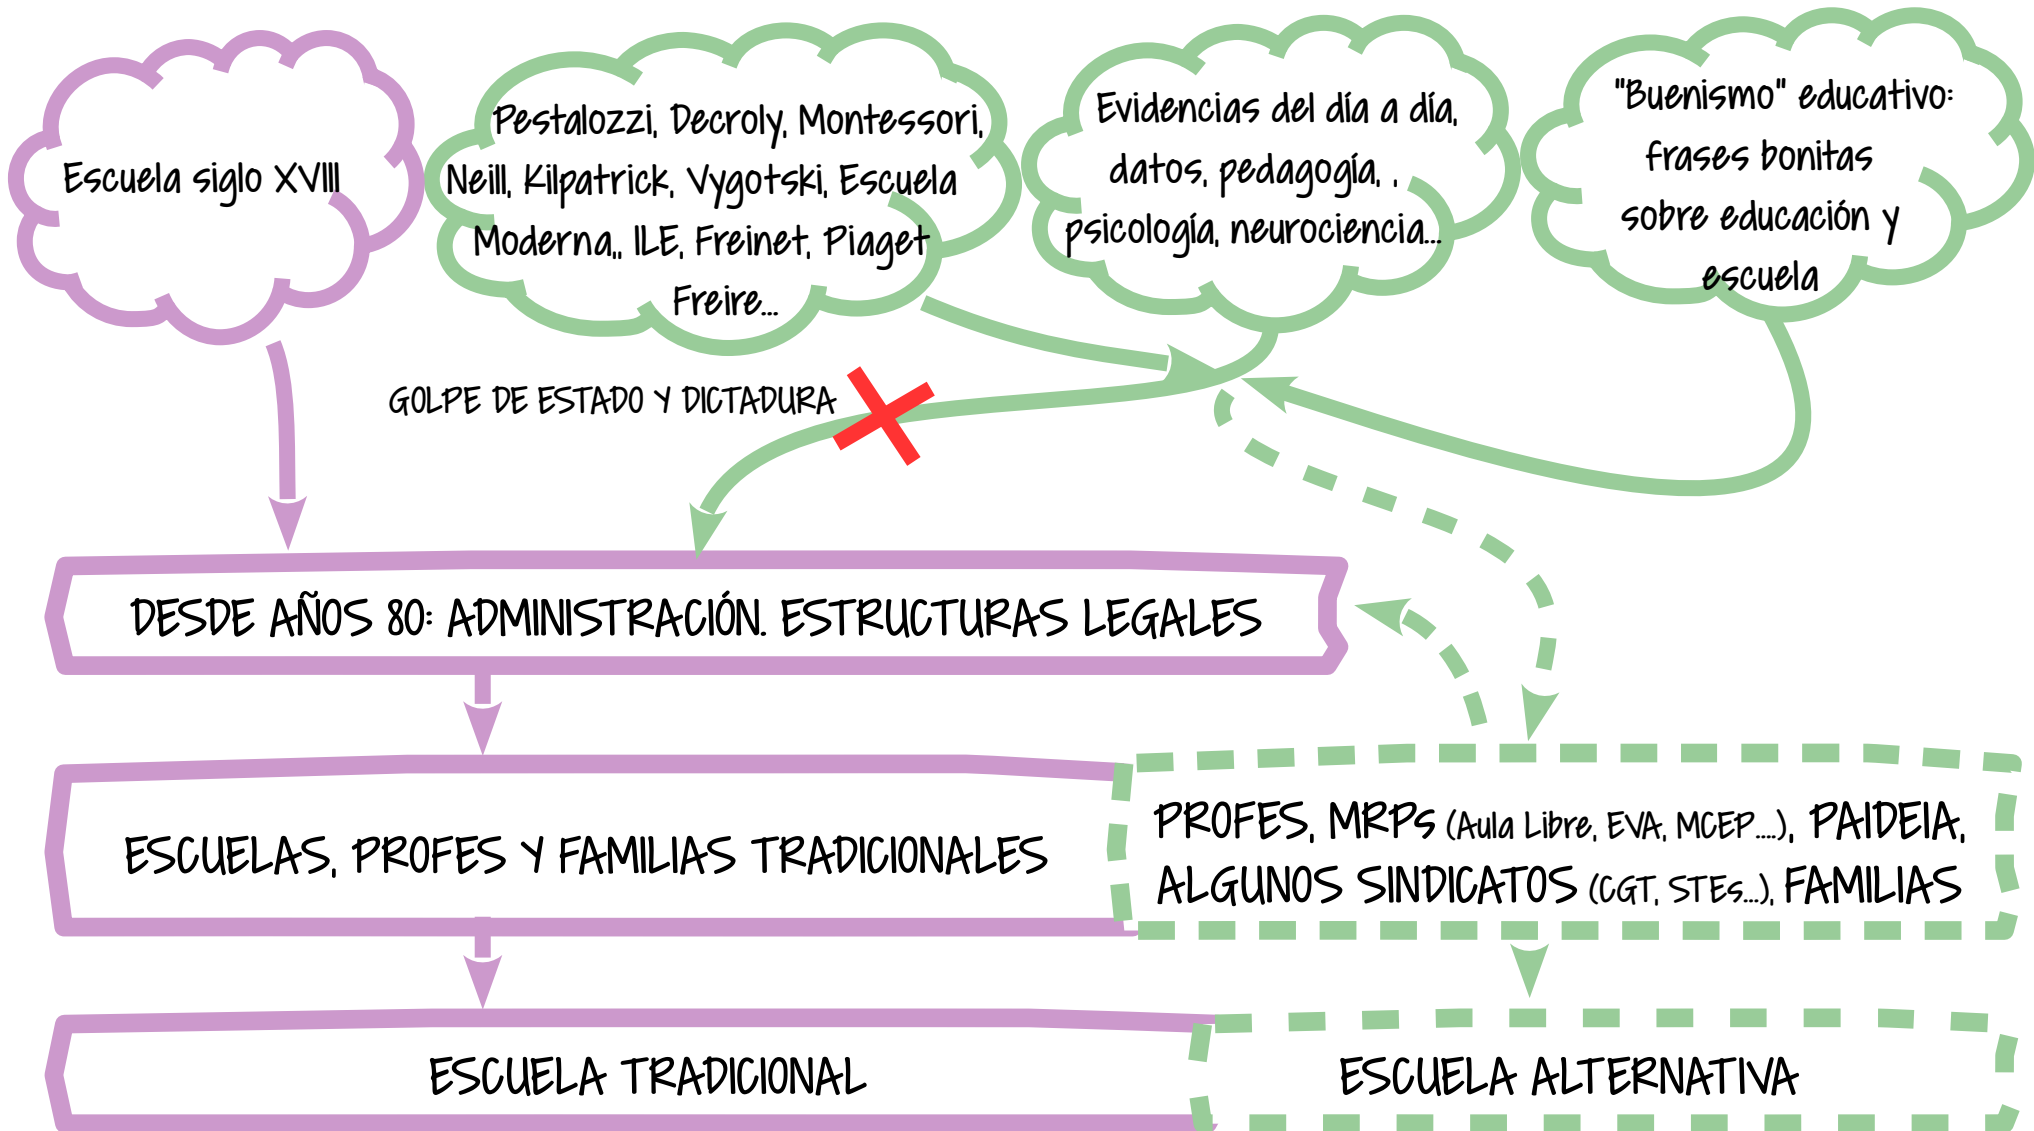 Escuela siglo XVIII
Pestalozzi, Decroly, Montessori,
Neill, Kilpatrick, Vygotski, Escuela
Moderna,, ILE, Freinet, Piaget
Freire...
Evidencias del día a día,
datos, pedagogía, ,
psicología, neurociencia...
"Buenismo" educativo:
frases bonitas
sobre educación y
escuela
GOLPE DE ESTADO Y DICTADURA
DESDE AÑOS 80: ADMINISTRACIÓN. ESTRUCTURAS LEGALES
ESCUELAS, PROFES Y FAMILIAS TRADICIONALES
PROFES, MRPs (Aula Libre, EVA, MCEP....), PAIDEIA,
ALGUNOS SINDICATOS (CGT, STEs...), FAMILIAS
ESCUELA TRADICIONAL
ESCUELA ALTERNATIVA